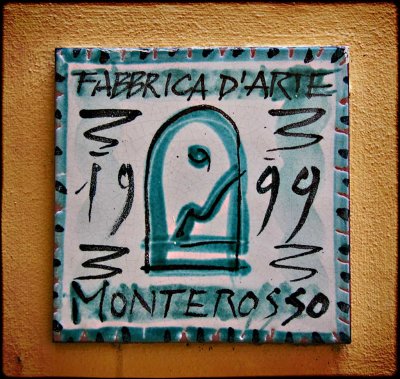 FABBRICA D'ARTE
19 99
MONTEROSSO